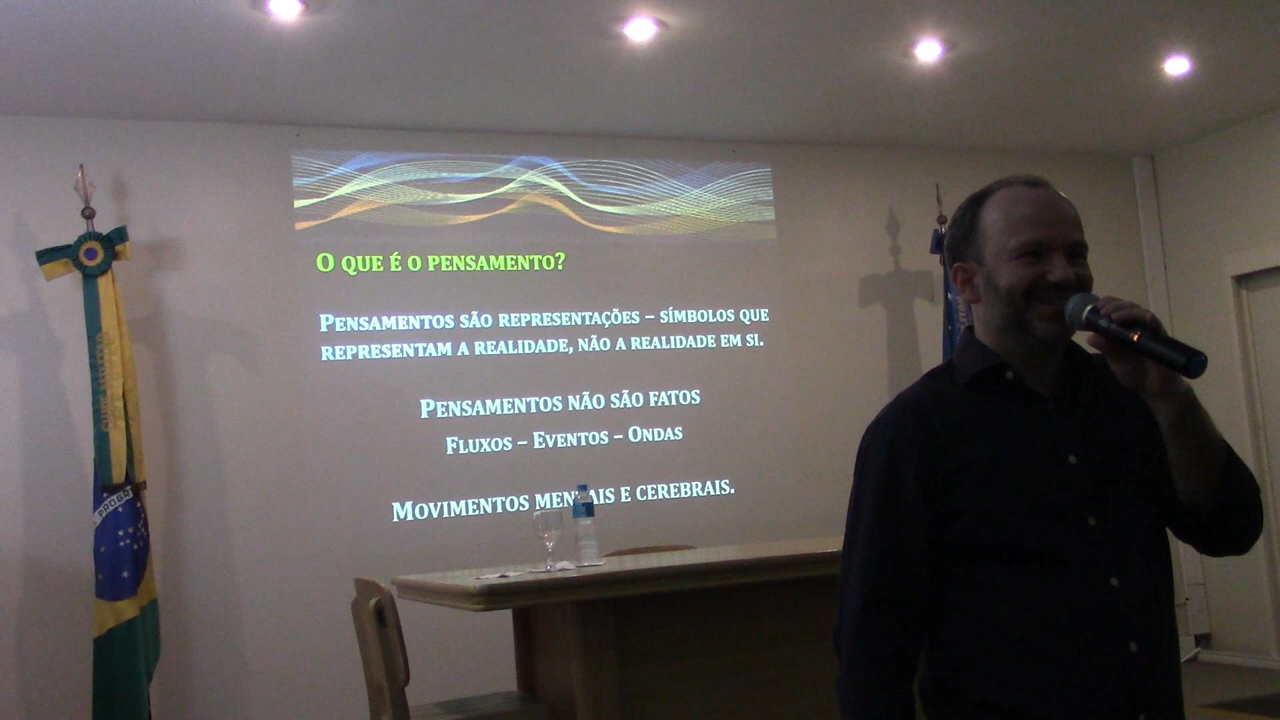 O QUE É O PENSAMENTO?
PENSAMENTOS SÃO REPRESENTAÇÕES – SÍMBOLOS QUE
REPRESENTAM A REALIDADE, NÃO A REALIDADE EM SI.
PENSAMENTOS NÃO SÃO FATOS
FLUXOS – EVENTOS – ONDAS
MOVIMENTOS MENTAIS E CEREBRAIS.